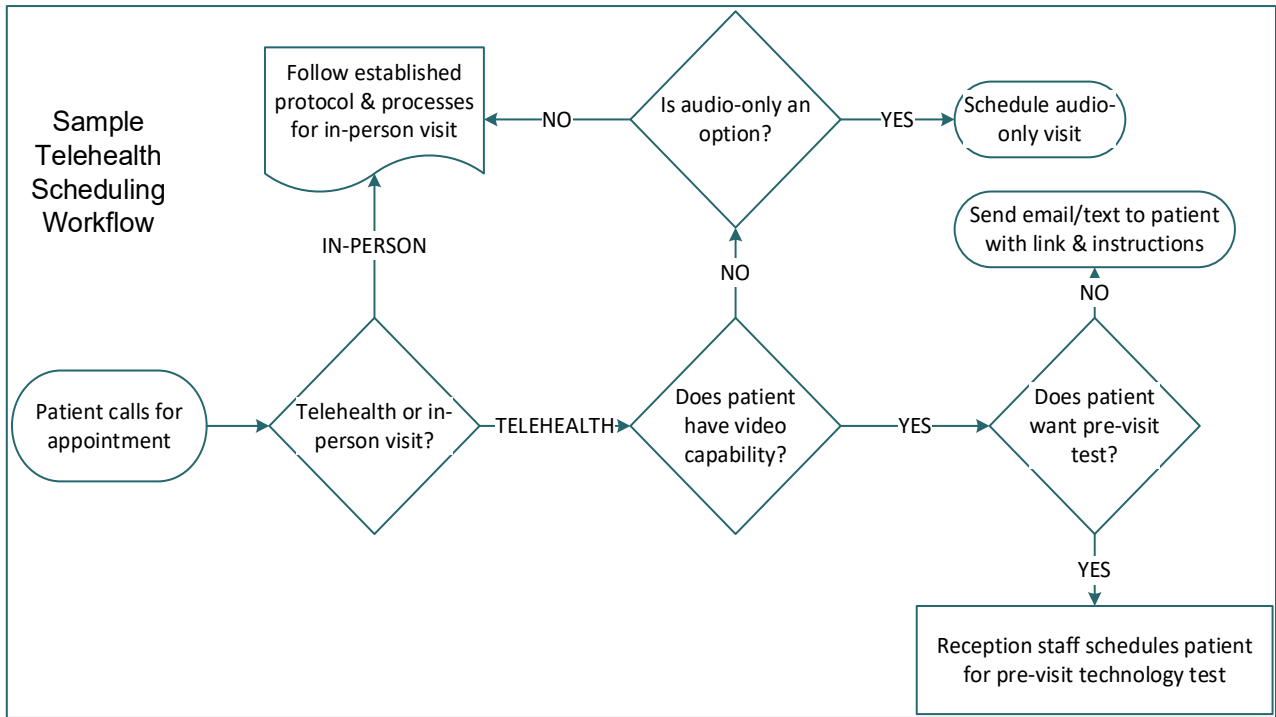 Sample
Telehealth
Scheduling
Workflow
Follow established
protocol & processes
for in-person visit
NO
Is audio-only an
option?
YES
Schedule audio-
only visit
Send email/text to patient
with link & instructions
IN-PERSON
NO
NO
Patient calls for
appointment
Telehealth or in-
person visit?
TELEHEALTH
Does patient
have video
capability?
YES
Does patient
want pre-visit
test?
YES
Reception staff schedules patient
for pre-visit technology test